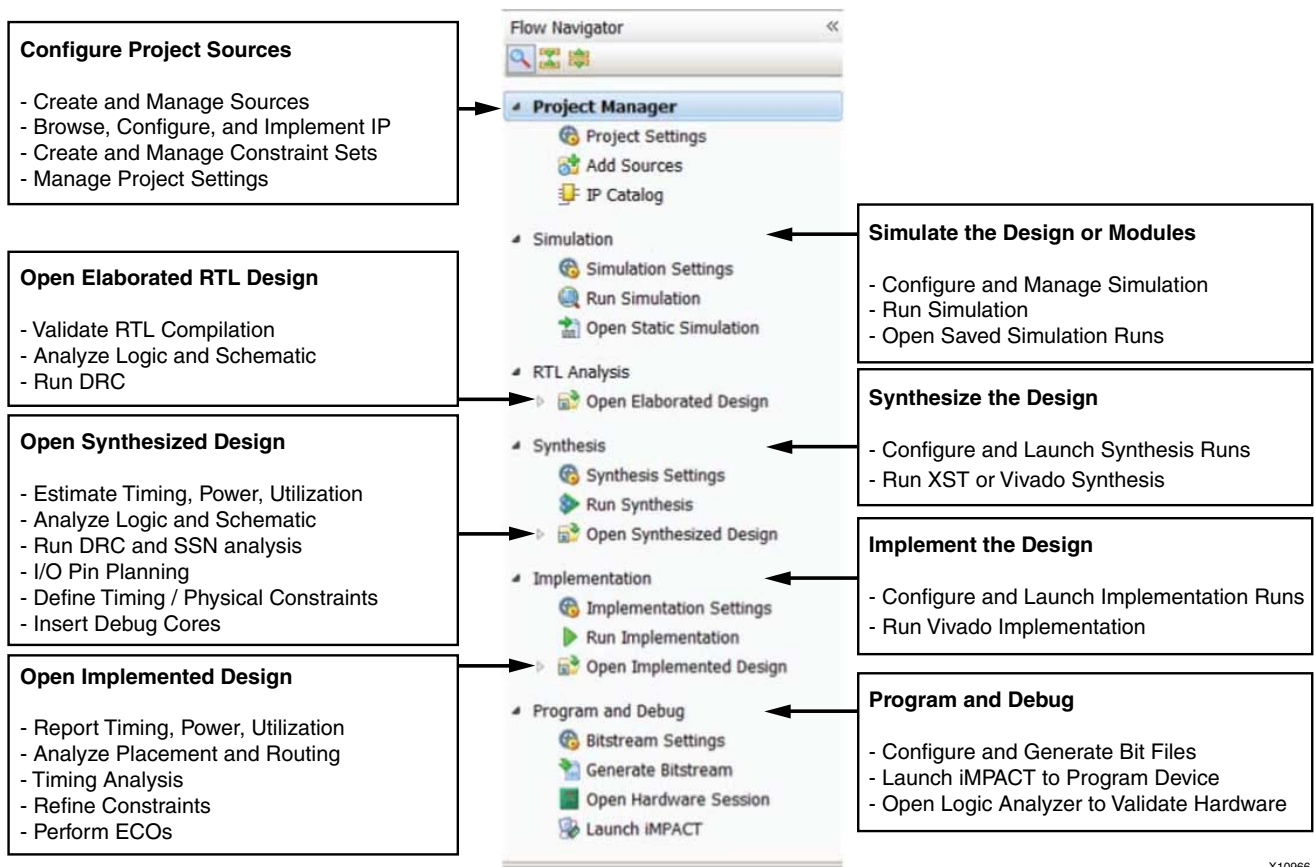 Configure Project Sources
- Create and Manage Sources
- Browse, Configure, and Implement IP
- Create and Manage Constraint Sets
- Manage Project Settings
Open Elaborated RTL Design
- Validate RTL Compilation
- Analyze Logic and Schematic
- Run DRC
Open Synthesized Design
- Estimate Timing, Power, Utilization
- Analyze Logic and Schematic
- Run DRC and SSN analysis
- I/O Pin Planning
- Define Timing / Physical Constraints
- Insert Debug Cores
Open Implemented Design
- Report Timing, Power, Utilization
- Analyze Placement and Routing
- Timing Analysis
- Refine Constraints
- Perform ECOs
Flow Navigator
Project Manager
Project Settings
Add Sources
IP Catalog
Simulation
Simulation Settings
Run Simulation
Open Static Simulation
RTL Analysis
Open Elaborated Design
Synthesis
Synthesis Settings
Run Synthesis
Open Synthesized Design
Implementation
Implementation Settings
Run Implementation
Open Implemented Design
Program and Debug
Bitstream Settings
Generate Bitstream
Open Hardware Session
Launch iMPACT
Simulate the Design or Modules
- Configure and Manage Simulation
- Run Simulation
- Open Saved Simulation Runs
Synthesize the Design
- Configure and Launch Synthesis Runs
- Run XST or Vivado Synthesis
Implement the Design
- Configure and Launch Implementation Runs
- Run Vivado Implementation
Program and Debug
- Configure and Generate Bit Files
- Launch iMPACT to Program Device
- Open Logic Analyzer to Validate Hardware
X10966